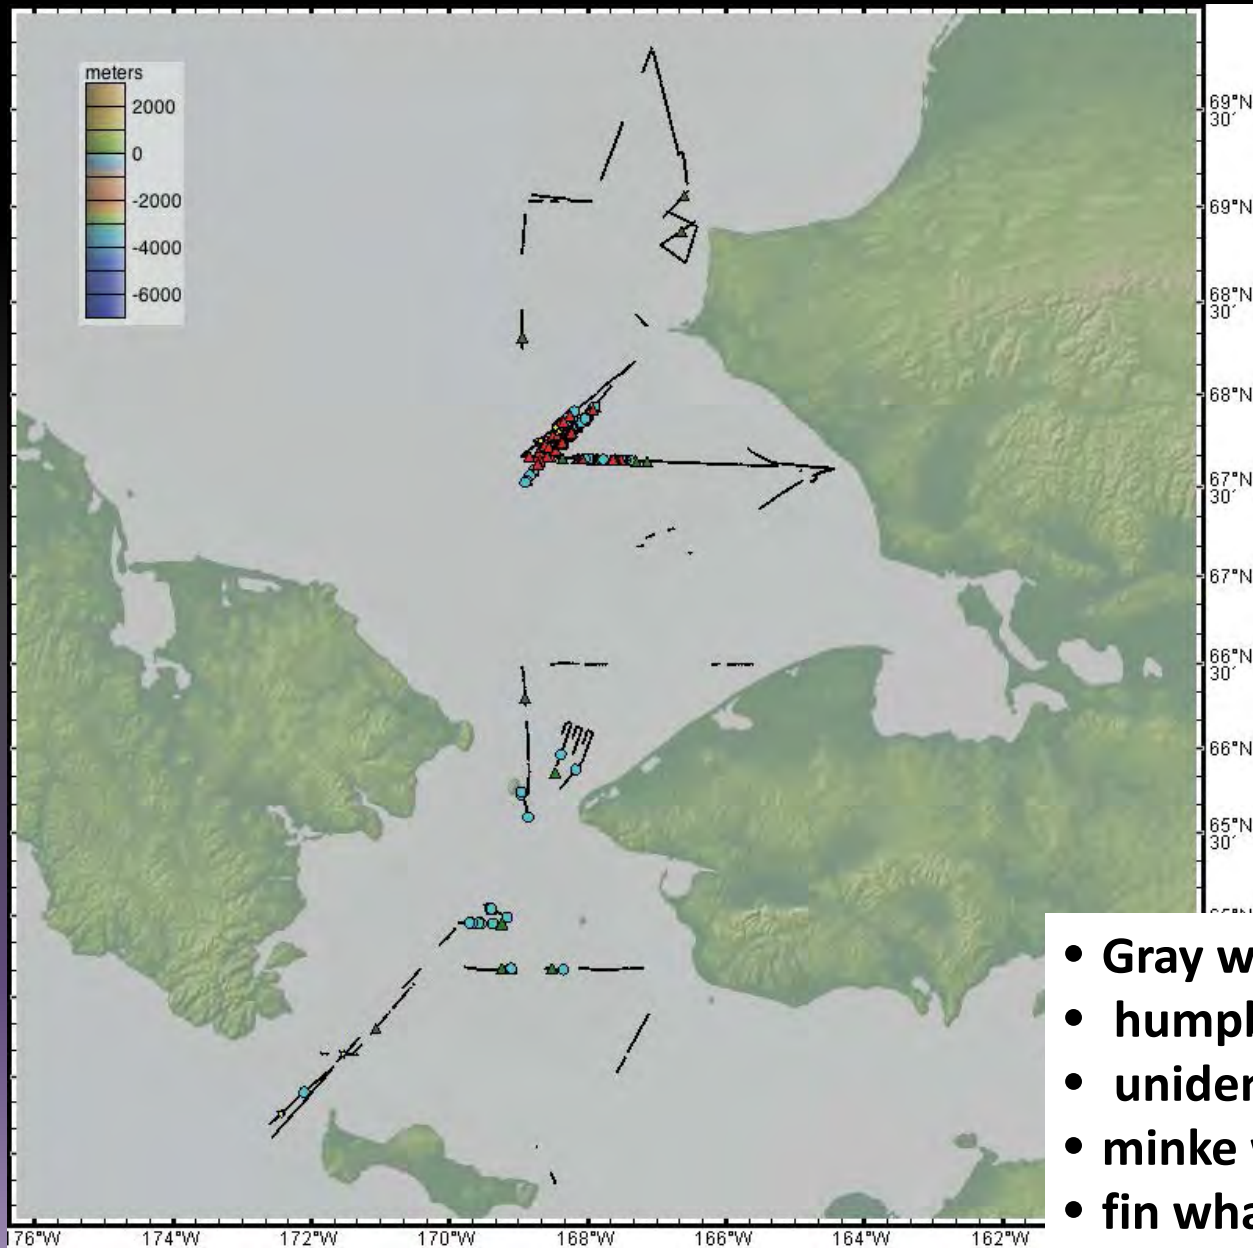 meters
2000
0
-2000
-4000
-6000
69°N
30'
69°N
68°N
30'
68°N
67°N
30'
67°N
66°N
30'
66°N
65°N
30'
• Gray w
• humpl
• uniden
• minke
• fin wha
176°W 174°W 172°W 170°W 168°W 166°W 164°W 162°W